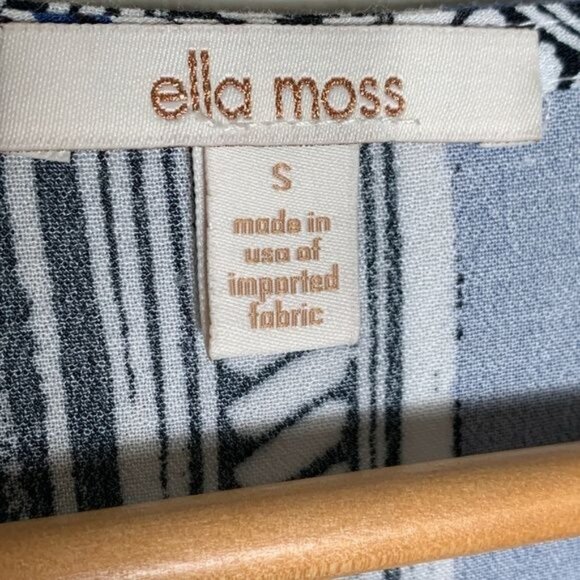 ella moss
S
made in
usa of
imported
fabric